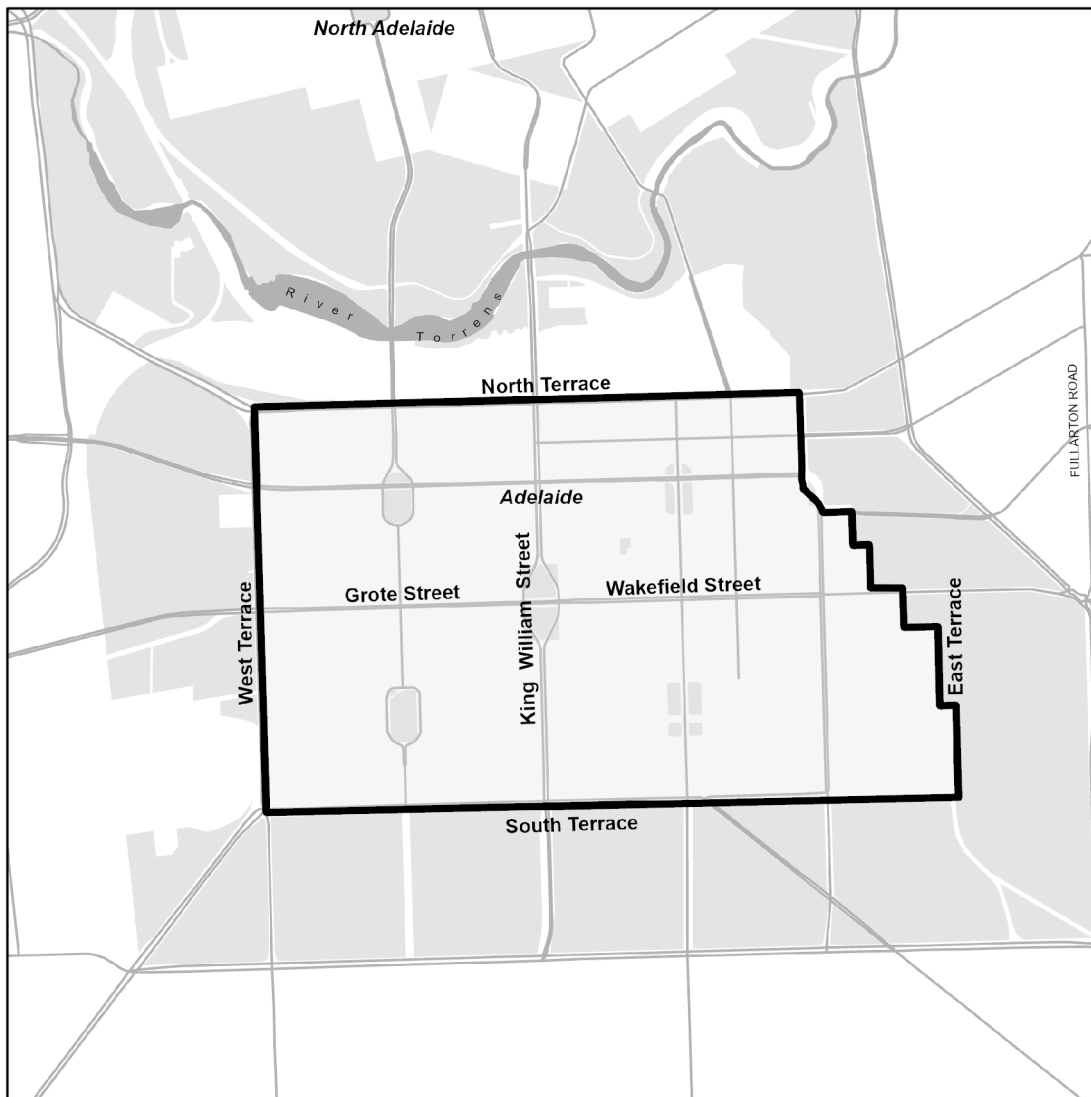 North Adelaide
River Torrens
North Terrace
FULLARTON ROAD
Adelaide
King William Street
Grote Street
Wakefield Street
West Terrace
East Terrace
South Terrace